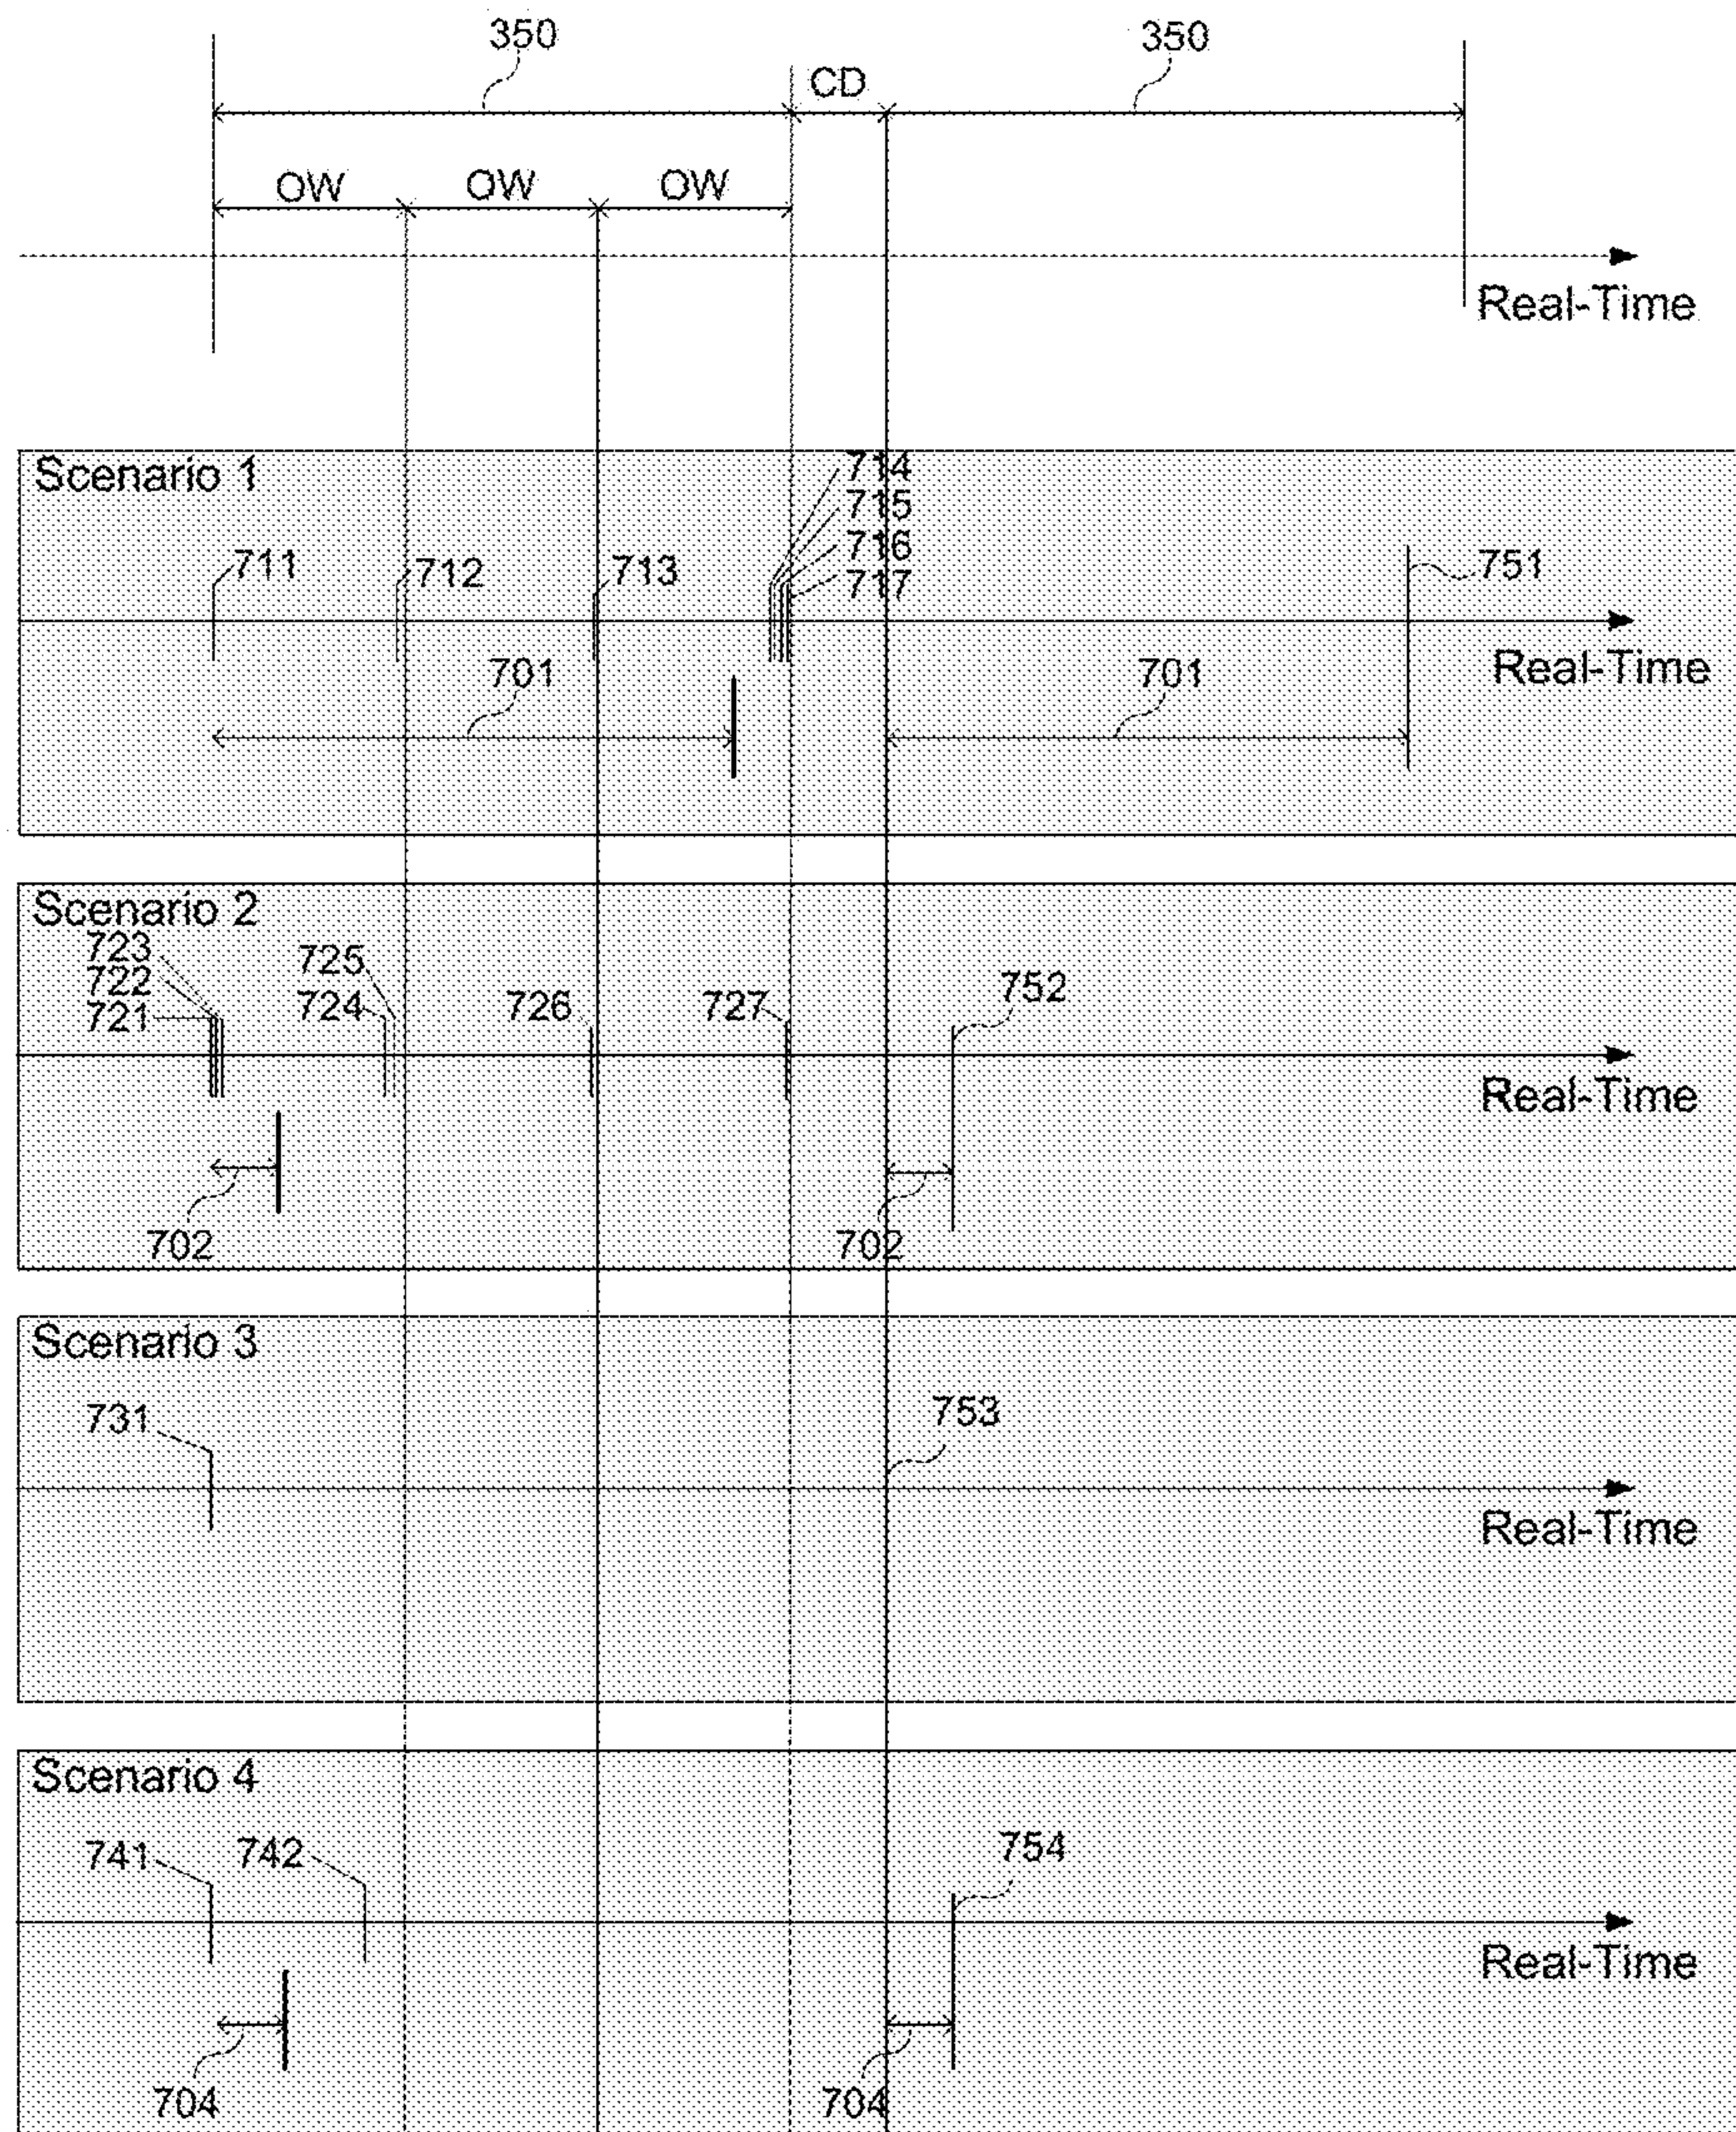 350
350
CD
OW OW OW
Real-Time
Scenario 1
714
715
716
717
711
712
713
751
Real-Time
701
701
Scenario 2
723
722
721
725
724
726
727
752
Real-Time
702
702
Scenario 3
731
753
Real-Time
Scenario 4
741
742
754
Real-Time
704
704